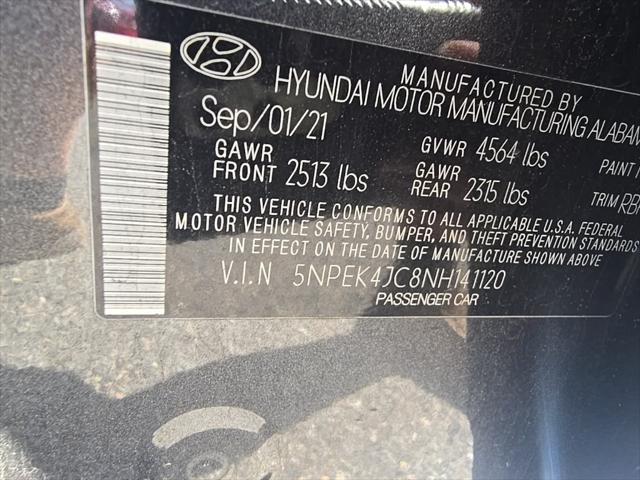 MANUFACTURED BY
HYUNDAI MOTOR MANUFACTURING ALABAM
Sep/01/21
GVWR 4564 lbs
PAINT
GAWR FRONT 2513 lbs
GAWR REAR 2315 lbs
TRIM
THIS VEHICLE CONFORMS TO ALL APPLICABLE U.S.A. FEDERAL
MOTOR VEHICLE SAFETY, BUMPER, AND THEFT PREVENTION STANDARDS
IN EFFECT ON THE DATE OF MANUFACTURE SHOWN ABOVE.
V.I.N 5NPEK4JC8NH141120
PASSENGER CAR